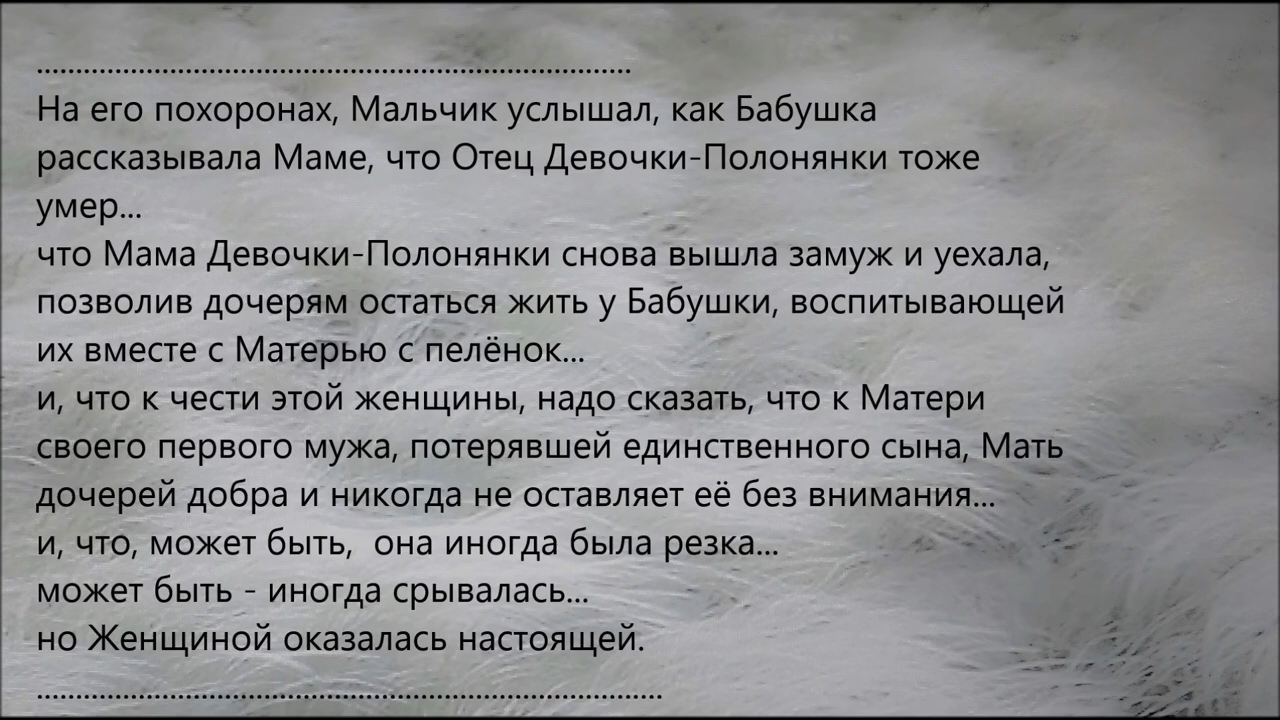 ......................................................................
На его похоронах, Мальчик услышал, как Бабушка
рассказывала Маме, что Отец Девочки-Полонянки тоже
умер...
что Мама Девочки-Полонянки снова вышла замуж и уехала,
позволив дочерям остаться жить у Бабушки, воспитывающей
их вместе с Матерью с пелёнок...
и, что к чести этой женщины, надо сказать, что к Матери
своего первого мужа, потерявшей единственного сына, Мать
дочерей добра и никогда не оставляет её без внимания...
и, что, может быть,  она иногда была резка...
может быть - иногда срывалась...
но Женщиной оказалась настоящей.
..........................................................................